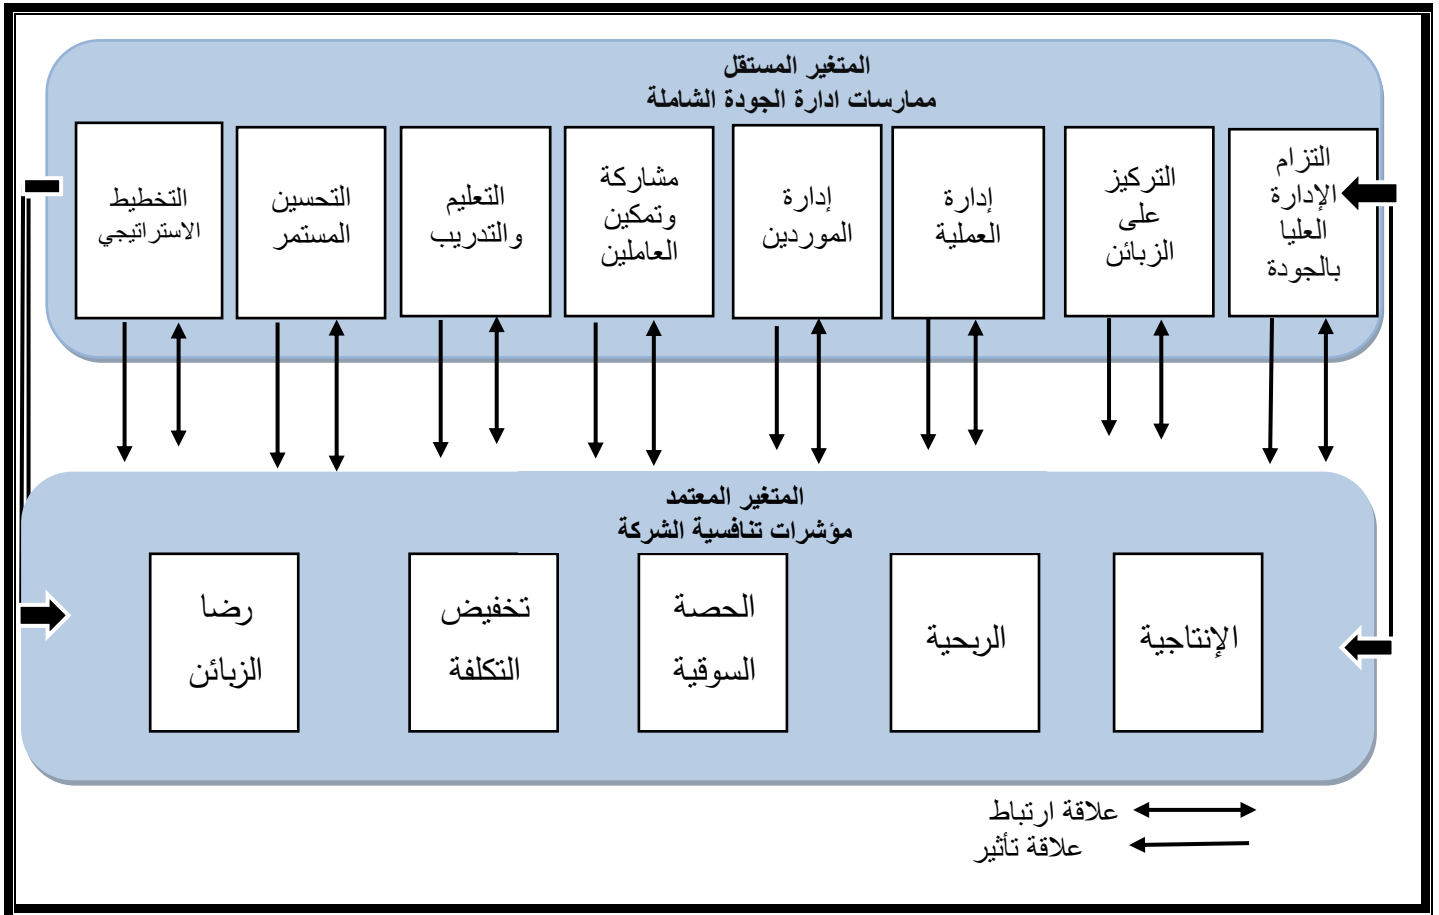 المتغير المستقل
ممارسات ادارة الجودة الشاملة
التزام
الإدارة
العليا
بالجودة
التركيز
على
الزبائن
إدارة
العملية
إدارة
الموردين
مشاركة
وتمكين
العاملين
التعليم
والتدريب
التحسين
المستمر
التخطيط
الاستراتيجي
المتغير المعتمد
مؤشرات تنافسية الشركة
الإنتاجية
الربحية
الحصة
السوقية
تخفيض
التكلفة
رضا
الزبائن
علاقة ارتباط
علاقة تأثير